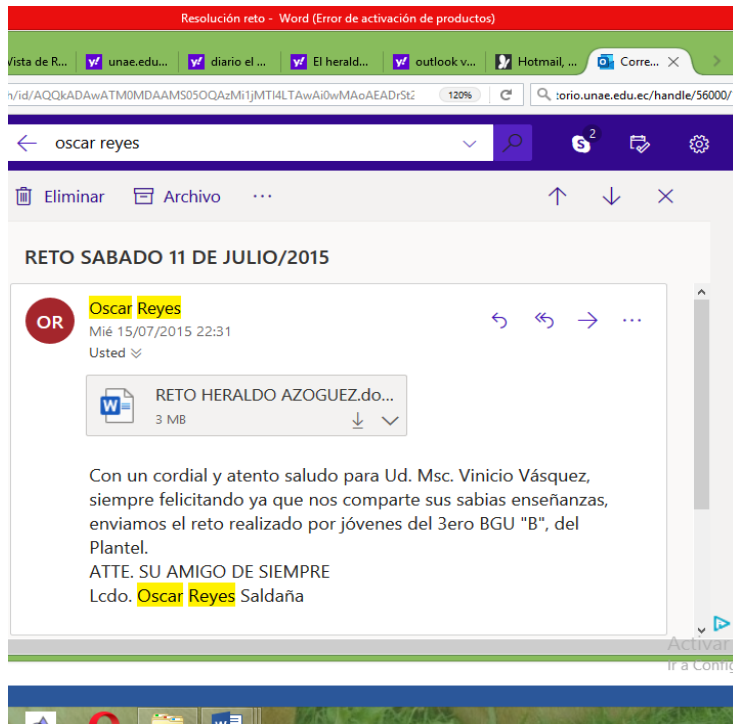 Resolución reto - Word (Error de activación de productos)
Vista de R... unae.edu... diario el ... El herald... outlook v... Hotmail, ... Corre...
120% :orio.unae.edu.ec/handle/56000/
oscar reyes 2
Eliminar Archivo ...
RETO SABADO 11 DE JULIO/2015
OR
Oscar Reyes
Mié 15/07/2015 22:31
Usted
RETO HERALDO AZOGUEZ.do...
3 MB
Con un cordial y atento saludo para Ud. Msc. Vinicio Vásquez,
siempre felicitando ya que nos comparte sus sabias enseñanzas,
enviamos el reto realizado por jóvenes del 3ero BGU "B", del
Plantel.
ATTE. SU AMIGO DE SIEMPRE
Lcdo. Oscar Reyes Saldaña
Activar
Ir a Config